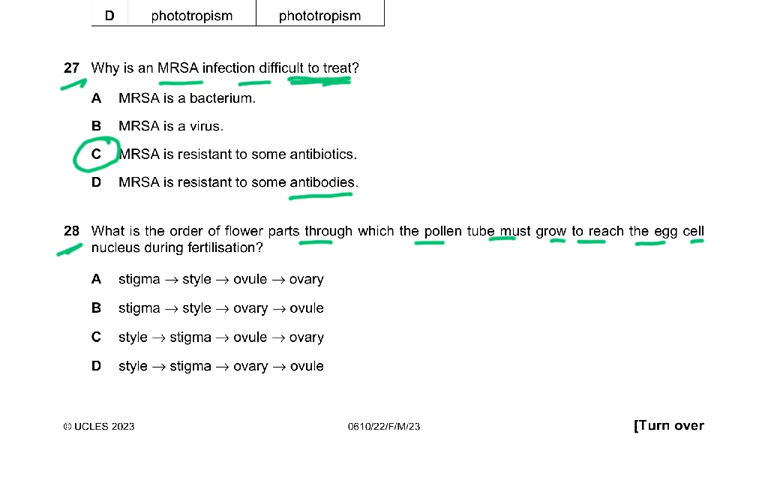 D phototropism phototropism
27 Why is an MRSA infection difficult to treat?
A MRSA is a bacterium.
B MRSA is a virus.
C MRSA is resistant to some antibiotics.
D MRSA is resistant to some antibodies.
28 What is the order of flower parts through which the pollen tube must grow to reach the egg cell
nucleus during fertilisation?
A stigma → style → ovule → ovary
B stigma → style → ovary → ovule
C style → stigma → ovule → ovary
D style → stigma → ovary → ovule
© UCLES 2023 0610/22/F/M/23 [Turn over